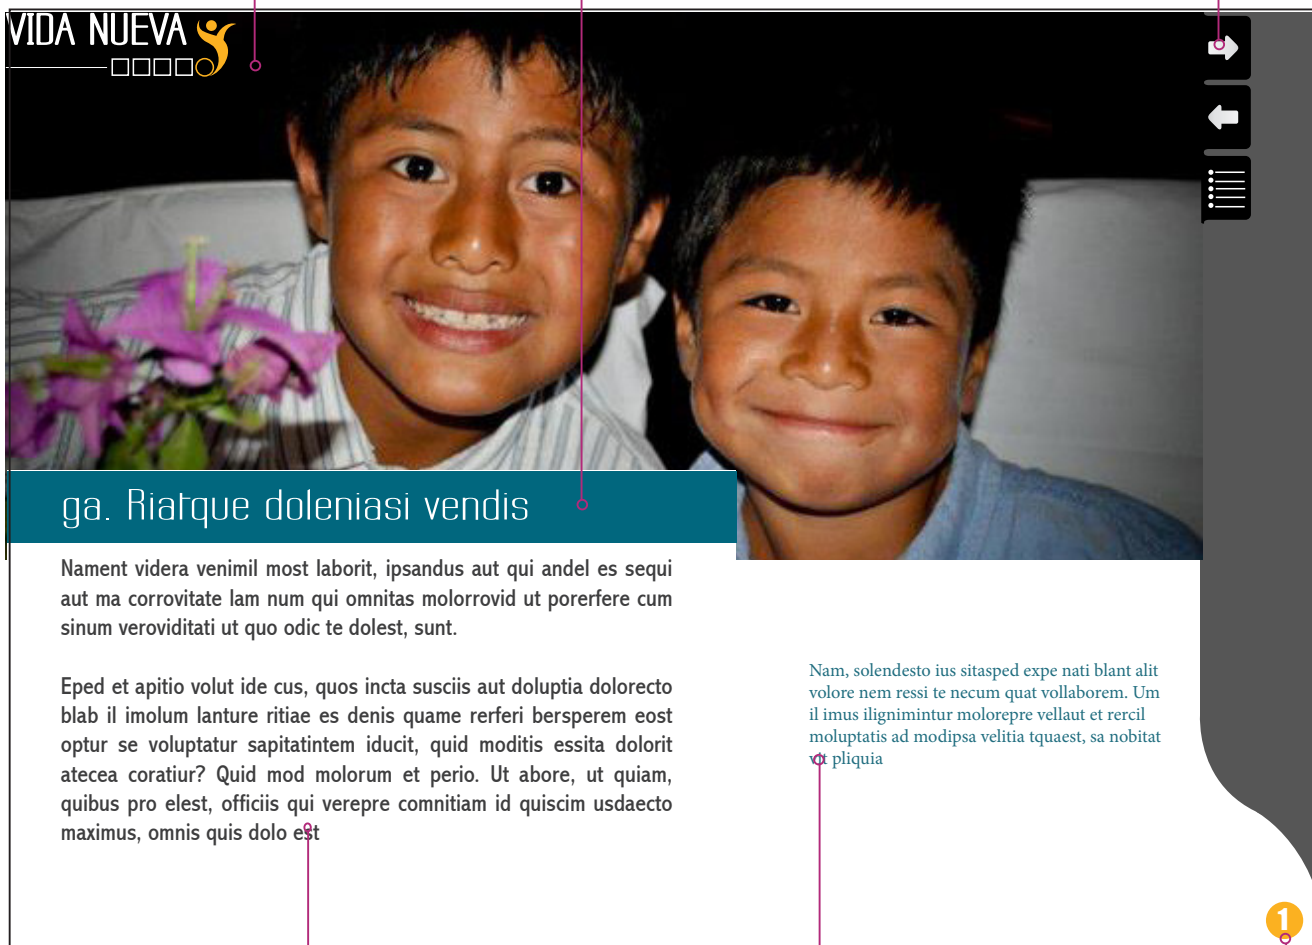 VIDA NUEVA
ga. Riatque doleniasi vendis
Nament videra venimil most laborit, ipsandus aut qui andel es sequi
aut ma corrovitate lam num qui omnitas molorrovid ut porerfere cum
sinum veroviditati ut quo odic te dolest, sunt.
Eped et apitio volut ide cus, quos incta susciis aut doluptia dolorecto
blab il imolum lanture ritiae es denis quame rerferi bersperem eost
optur se voluptatur sapitatintem iducit, quid moditis essita dolorit
atecea coratiur? Quid mod molorum et perio. Ut abore, ut quiam,
quibus pro elest, officiis qui verepre comnitiam id quiscim usdaecto
maximus, omnis quis dolo est
Nam, solendesto ius sitasped expe nati blant alit
volore nem ressi te necum quat vollaborem. Um
il imus ilignimintur molorepre vellaut et rercil
moluptatis ad modipsa velitia tquaest, sa nobitat
vit pliquia
1